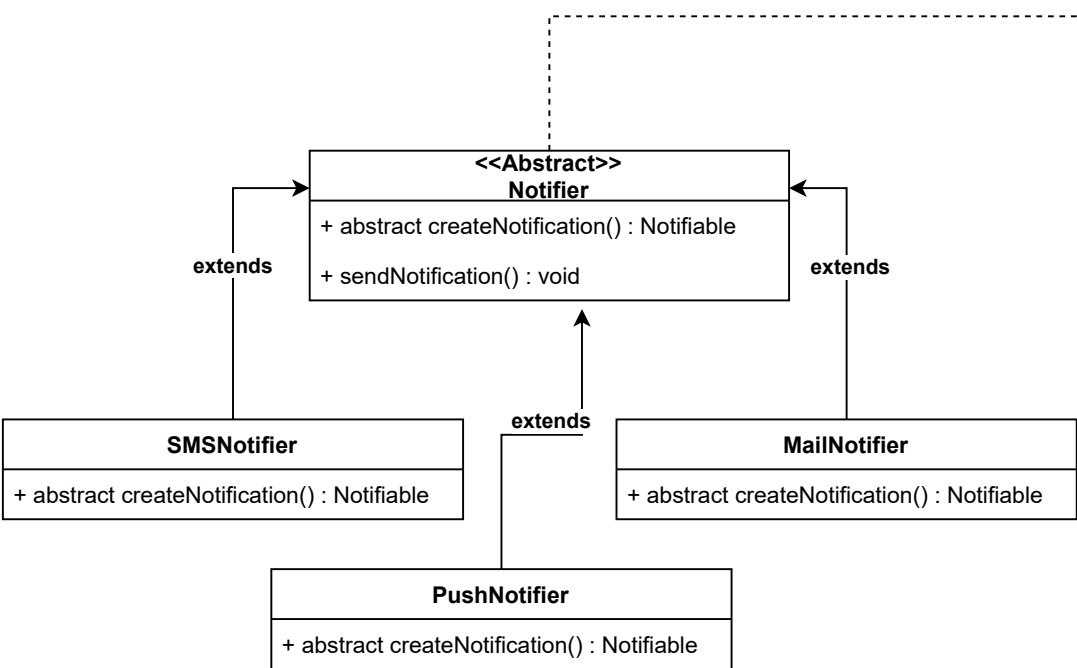 <<Abstract>>
Notifier
+ abstract createNotification() : Notifiable
+ sendNotification() : void
extends
extends
extends
SMSNotifier
+ abstract createNotification() : Notifiable
MailNotifier
+ abstract createNotification() : Notifiable
PushNotifier
+ abstract createNotification() : Notifiable